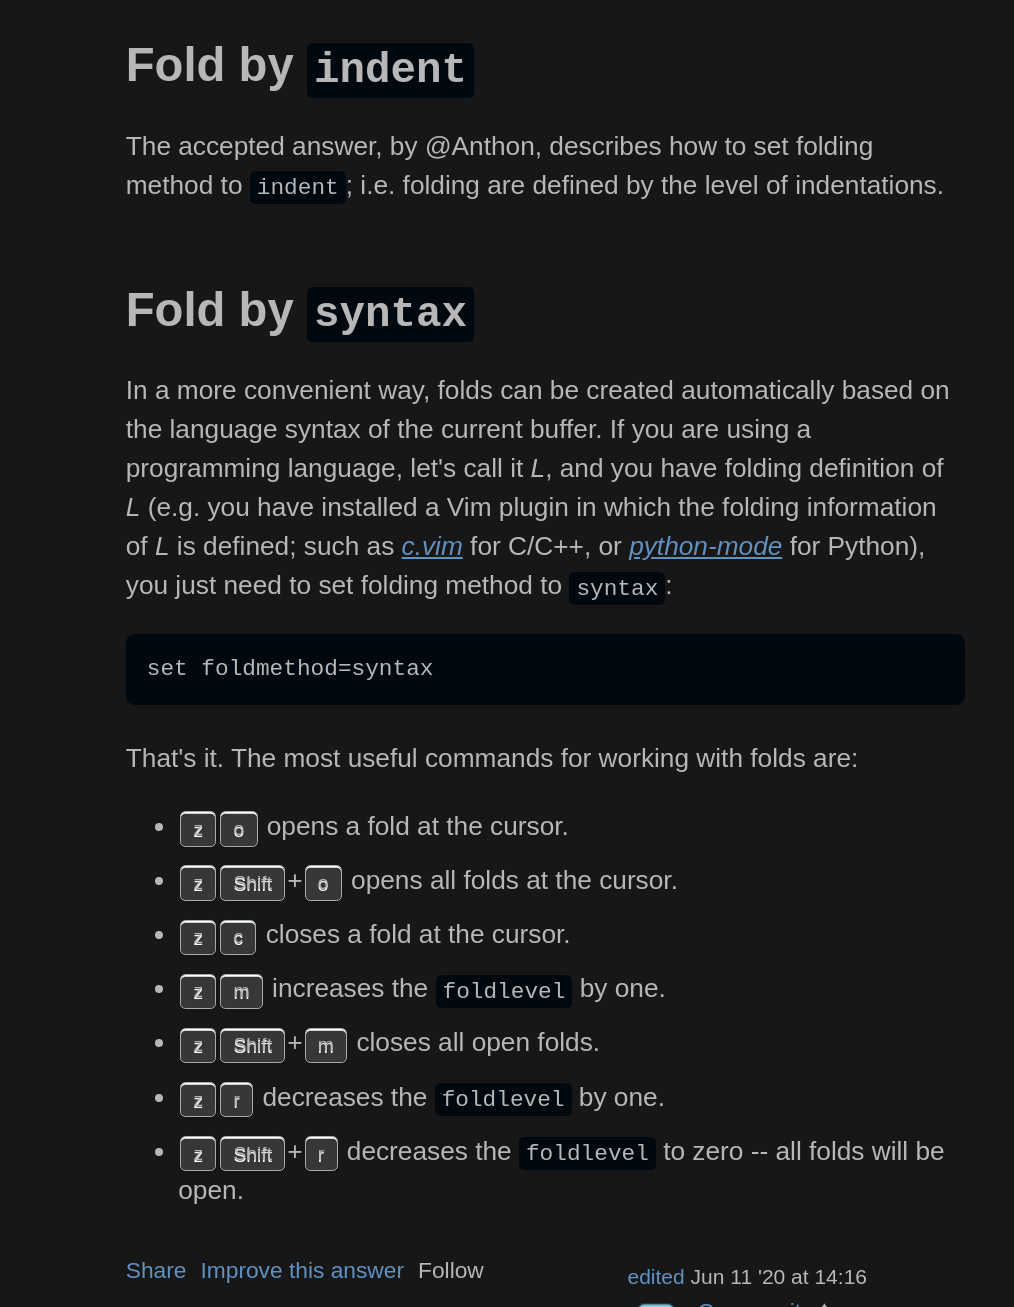 Fold by indent
The accepted answer, by @Anthon, describes how to set folding
method to indent; i.e. folding are defined by the level of indentations.
Fold by syntax
In a more convenient way, folds can be created automatically based on
the language syntax of the current buffer. If you are using a
programming language, let's call it L, and you have folding definition of
L (e.g. you have installed a Vim plugin in which the folding information
of L is defined; such as c.vim for C/C++, or python-mode for Python),
you just need to set folding method to syntax:
set foldmethod=syntax
That's it. The most useful commands for working with folds are:
• z o opens a fold at the cursor.
• z Shift+o opens all folds at the cursor.
• z c closes a fold at the cursor.
• z m increases the foldlevel by one.
• z Shift+m closes all open folds.
• z r decreases the foldlevel by one.
• z Shift+r decreases the foldlevel to zero -- all folds will be
open.
Share Improve this answer Follow
edited Jun 11 '20 at 14:16